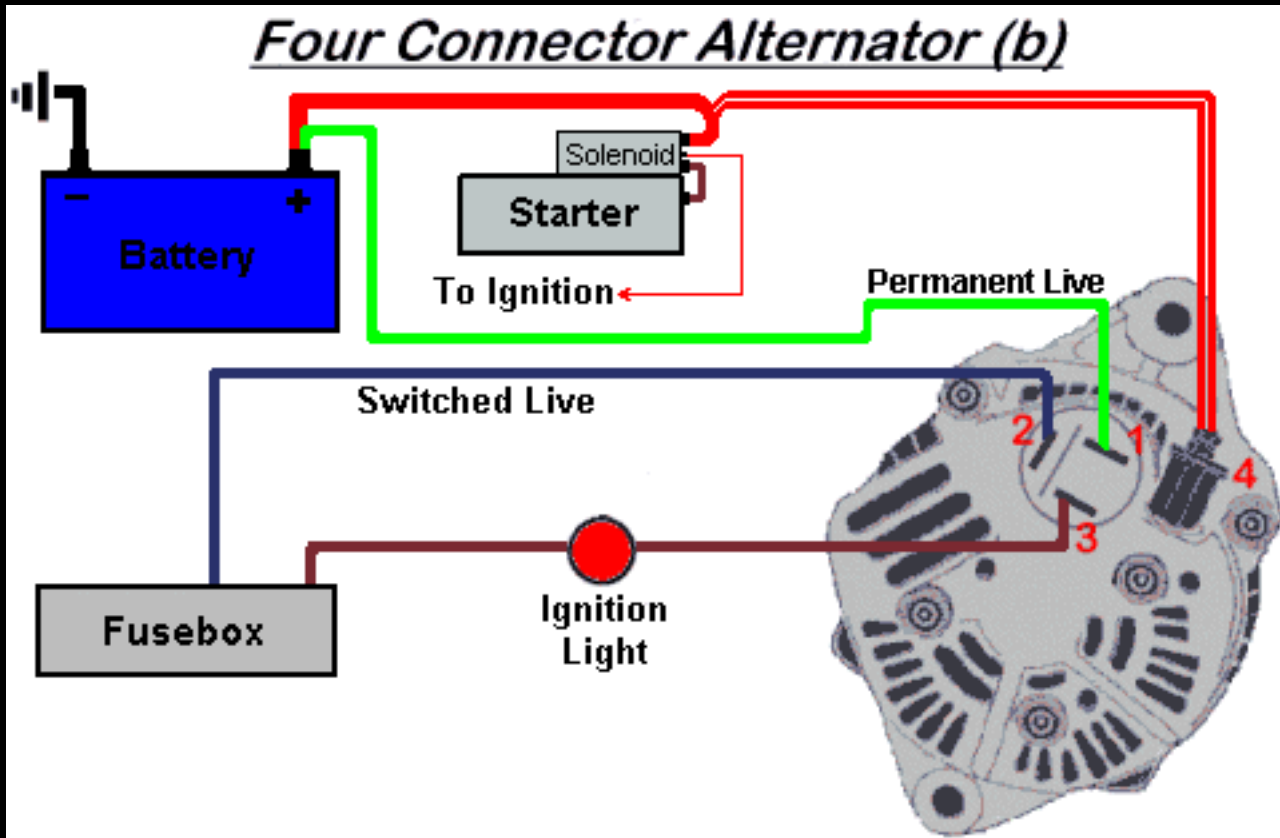 Four Connector Alternator (b)
Solenoid
Starter
− +
Battery
To Ignition
Permanent Live
Switched Live
2
1
4
3
Ignition
Light
Fusebox